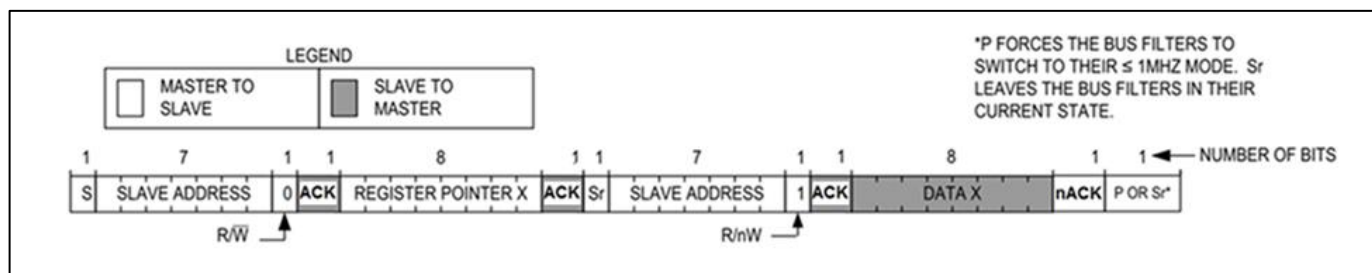 *P FORCES THE BUS FILTERS TO
SWITCH TO THEIR ≤ 1MHZ MODE. Sr
LEAVES THE BUS FILTERS IN THEIR
CURRENT STATE.
LEGEND
MASTER TO
SLAVE
SLAVE TO
MASTER
1 7 1 1 8 1 1 7 1 1 8 1 1 NUMBER OF BITS
S SLAVE ADDRESS 0 ACK REGISTER POINTER X ACK Sr SLAVE ADDRESS 1 ACK DATA X nACK P OR Sr*
R/W̅ R/nW